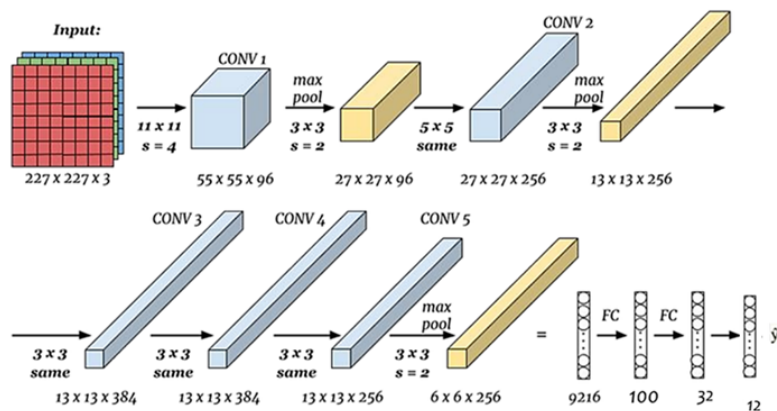 Input:
CONV 1
CONV 2
max
pool
max
pool
11 x 11
s = 4
3 x 3
s = 2
5 x 5
same
3 x 3
s = 2
227 x 227 x 3
55 x 55 x 96
27 x 27 x 96
27 x 27 x 256
13 x 13 x 256
CONV 3
CONV 4
CONV 5
max
pool
3 x 3
same
3 x 3
same
3 x 3
same
3 x 3
s = 2
=
FC
FC
ŷ
13 x 13 x 384
13 x 13 x 384
13 x 13 x 256
6 x 6 x 256
9216
100
32
12